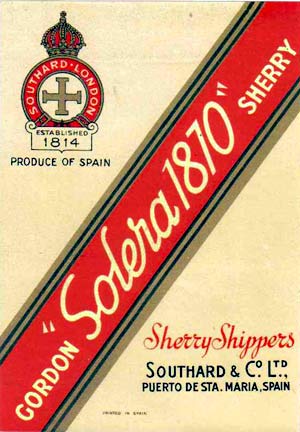 SOUTHARD · LONDON
ESTABLISHED
1814
PRODUCE OF SPAIN
GORDON "Solera 1870" SHERRY
Sherry Shippers
SOUTHARD & Cº. LTD,
PUERTO DE STA. MARIA, SPAIN
PRINTED IN SPAIN